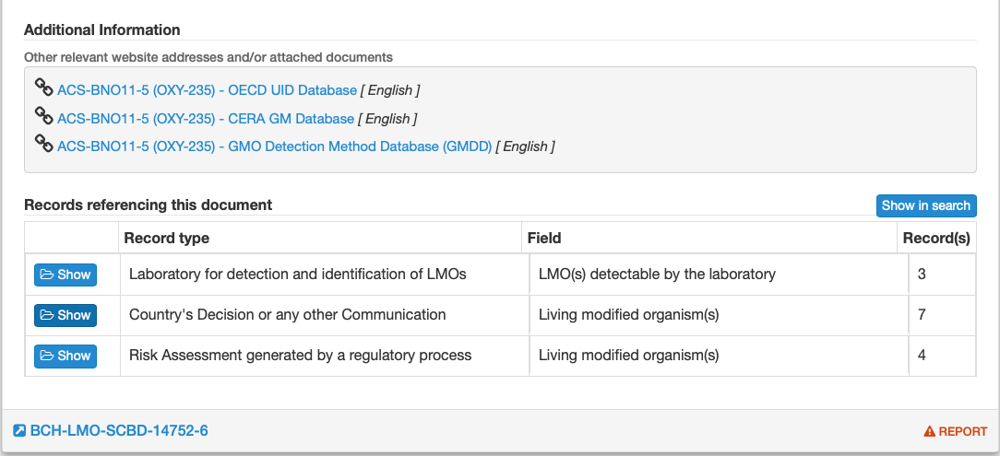 Additional Information
Other relevant website addresses and/or attached documents
ACS-BNO11-5 (OXY-235) - OECD UID Database [ English ]
ACS-BNO11-5 (OXY-235) - CERA GM Database [ English ]
ACS-BNO11-5 (OXY-235) - GMO Detection Method Database (GMDD) [ English ]
Records referencing this document Show in search
Record type Field Record(s)
Show Laboratory for detection and identification of LMOs LMO(s) detectable by the laboratory 3
Show Country's Decision or any other Communication Living modified organism(s) 7
Show Risk Assessment generated by a regulatory process Living modified organism(s) 4
BCH-LMO-SCBD-14752-6 REPORT